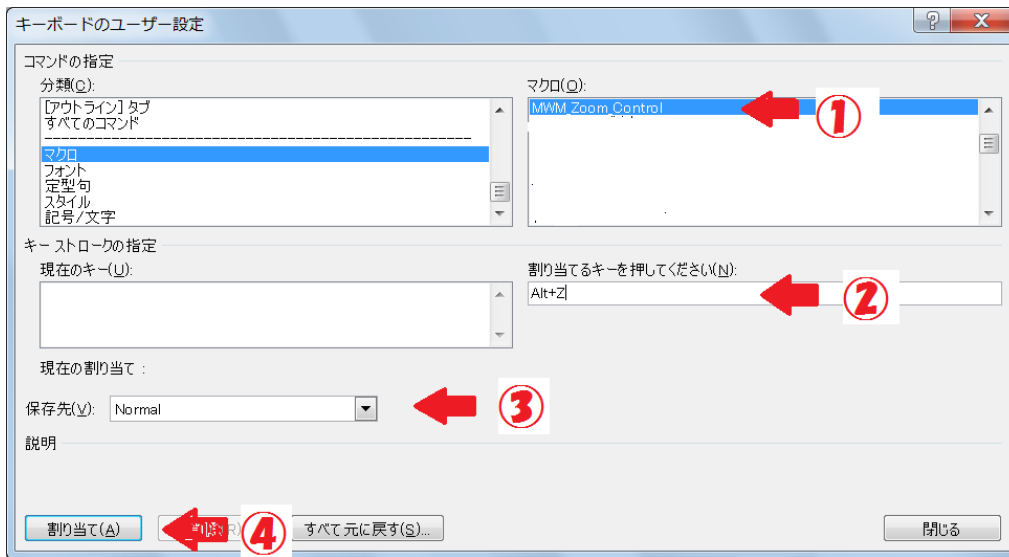 キーボードのユーザー設定
コマンドの指定
分類(C):
[アウトライン] タブ
すべてのコマンド
----------------------------------------------------
マクロ
フォント
定型句
スタイル
記号/文字
マクロ(O):
MWM_Zoom_Control
①
キー ストロークの指定
現在のキー(U):
割り当てるキーを押してください(N):
Alt+Z
②
現在の割り当て :
保存先(V): Normal
③
説明
割り当て(A)
④
すべて元に戻す(S)...
閉じる